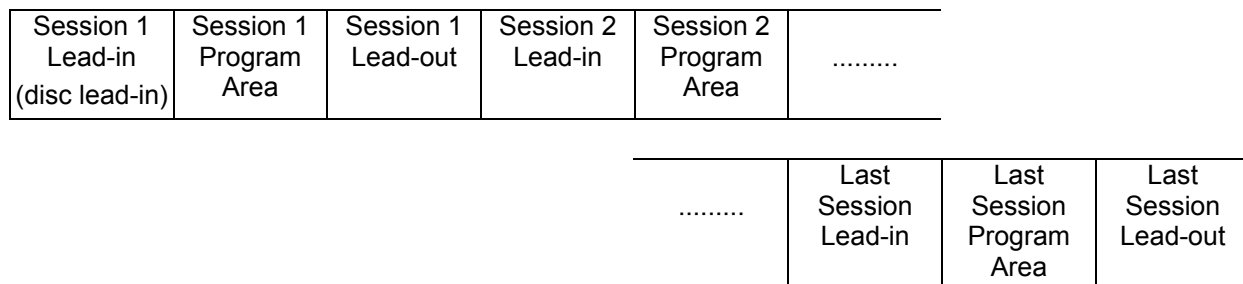 Session 1
Lead-in
(disc lead-in)
Session 1
Program
Area
Session 1
Lead-out
Session 2
Lead-in
Session 2
Program
Area
.........
.........
Last
Session
Lead-in
Last
Session
Program
Area
Last
Session
Lead-out